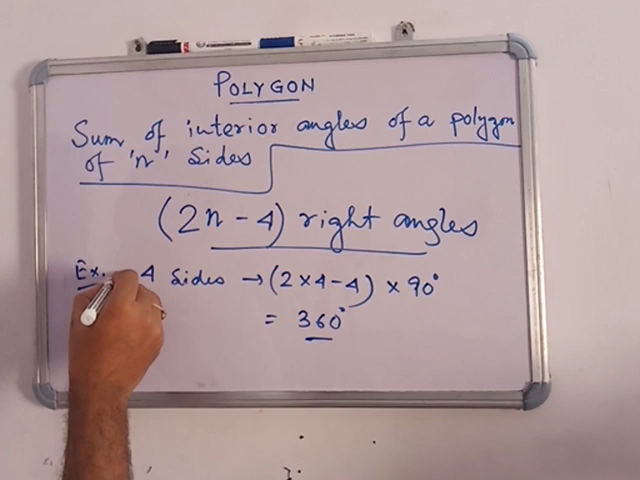 POLYGON
Sum of interior angles of a polygon
of 'n' sides
(2n - 4) right angles
Ex. 4 Sides → (2 × 4 - 4) × 90°
= 360°